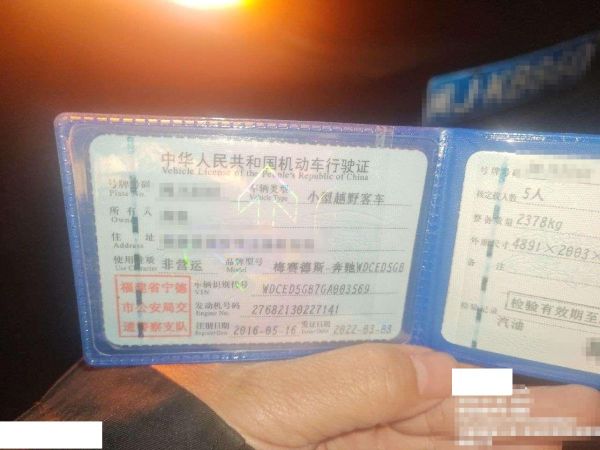 中华人民共和国机动车行驶证
Vehicle License of the People's Republic of China
号牌号码
Plate No.
车辆类型
Vehicle Type
小型越野客车
所有人
Owner
住址
Address
使用性质
Use Character
非营运
品牌型号
Model
梅赛德斯-奔驰WDCED5GB
福建省宁德
市公安局交
通警察支队
车辆识别代号
VIN
WDCED5GB7GA003569
发动机号码
Engine No.
27682130227141
注册日期
Register Date
2016-05-16
发证日期
Issue Date
2022-03-03
号牌号码
核定载人数
5人
整备质量
2378kg
外廓尺寸
4891×2003×
备注
检验有效期至
检验记录
汽油